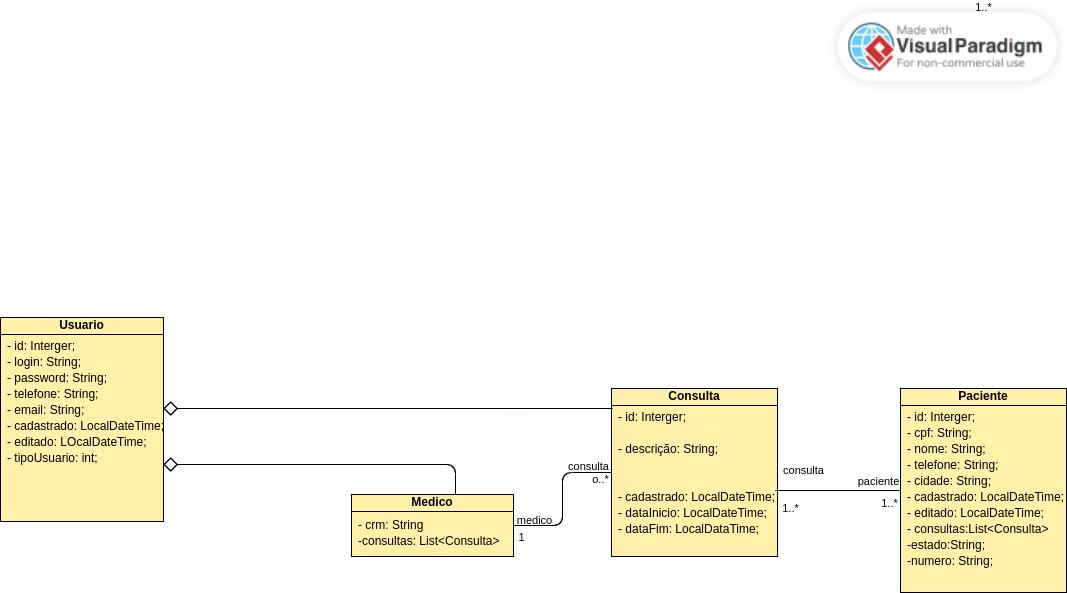 1..*
Made with
Visual Paradigm
For non-commercial use
Usuario
- id: Interger;
- login: String;
- password: String;
- telefone: String;
- email: String;
- cadastrado: LocalDateTime;
- editado: LOcalDateTime;
- tipoUsuario: int;
Medico
- crm: String
-consultas: List<Consulta>
medico
1
consulta
o..*
Consulta
- id: Interger;
- descrição: String;
- cadastrado: LocalDateTime;
- dataInicio: LocalDateTime;
- dataFim: LocalDataTime;
consulta
1..*
paciente
1..*
Paciente
- id: Interger;
- cpf: String;
- nome: String;
- telefone: String;
- cidade: String;
- cadastrado: LocalDateTime;
- editado: LocalDateTime;
- consultas:List<Consulta>
-estado:String;
-numero: String;